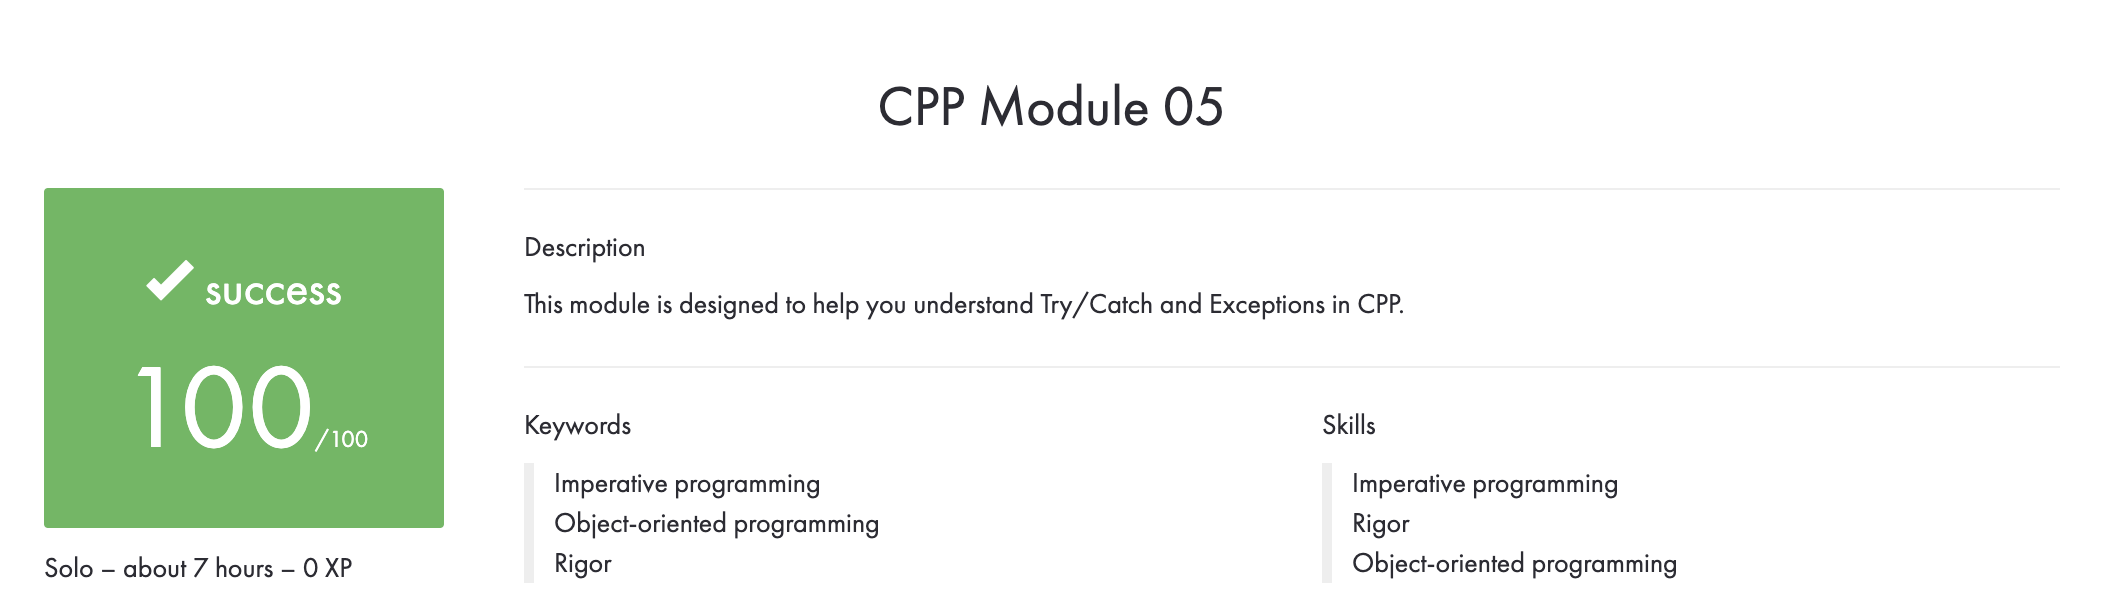 CPP Module 05
success
100/100
Solo – about 7 hours – 0 XP
Description
This module is designed to help you understand Try/Catch and Exceptions in CPP.
Keywords
Imperative programming
Object-oriented programming
Rigor
Skills
Imperative programming
Rigor
Object-oriented programming